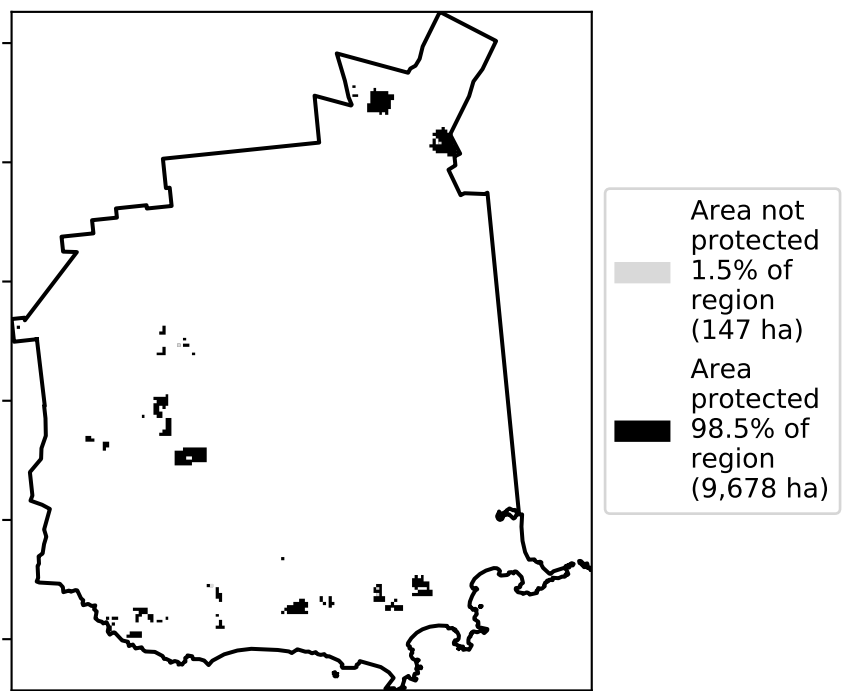 Area not
protected
1.5% of
region
(147 ha)
Area
protected
98.5% of
region
(9,678 ha)